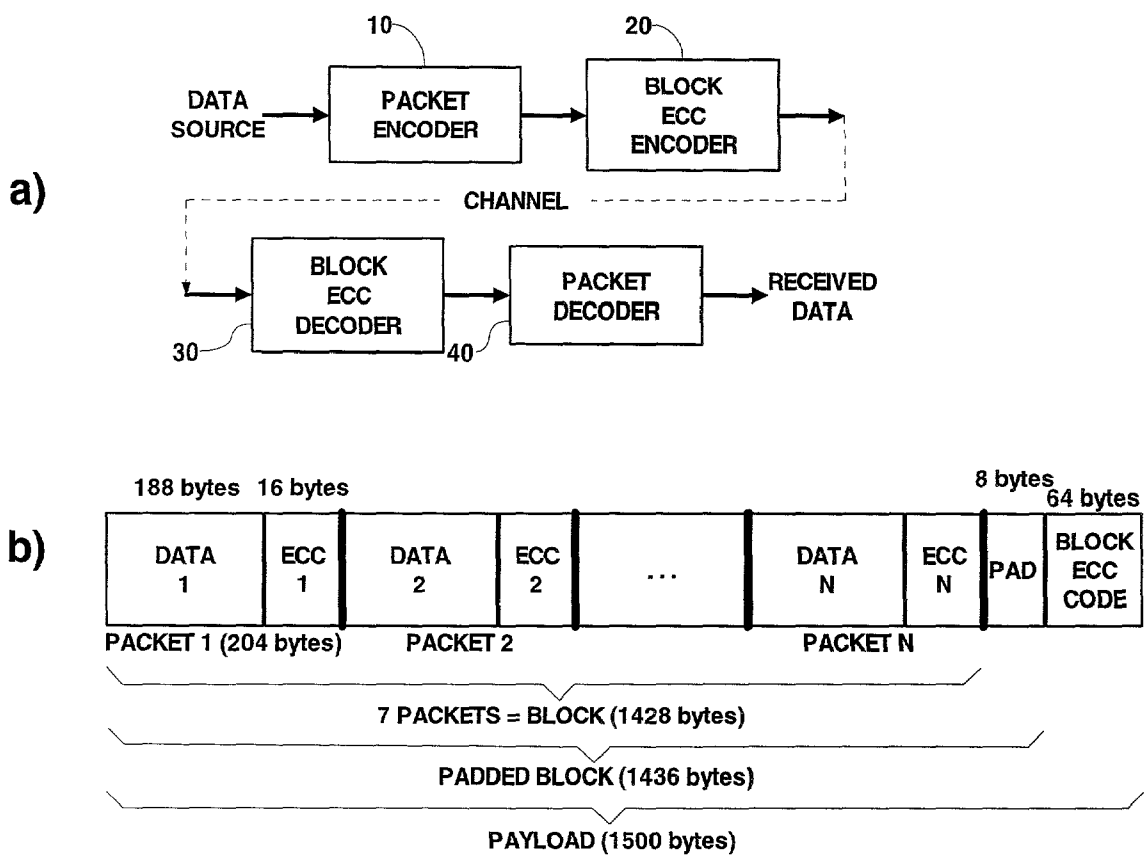 a)
10
20
DATA
SOURCE
PACKET
ENCODER
BLOCK
ECC
ENCODER
CHANNEL
BLOCK
ECC
DECODER
30
PACKET
DECODER
40
RECEIVED
DATA
b)
188 bytes
16 bytes
8 bytes
64 bytes
DATA
1
ECC
1
DATA
2
ECC
2
...
DATA
N
ECC
N
PAD
BLOCK
ECC
CODE
PACKET 1 (204 bytes)
PACKET 2
PACKET N
7 PACKETS = BLOCK (1428 bytes)
PADDED BLOCK (1436 bytes)
PAYLOAD (1500 bytes)